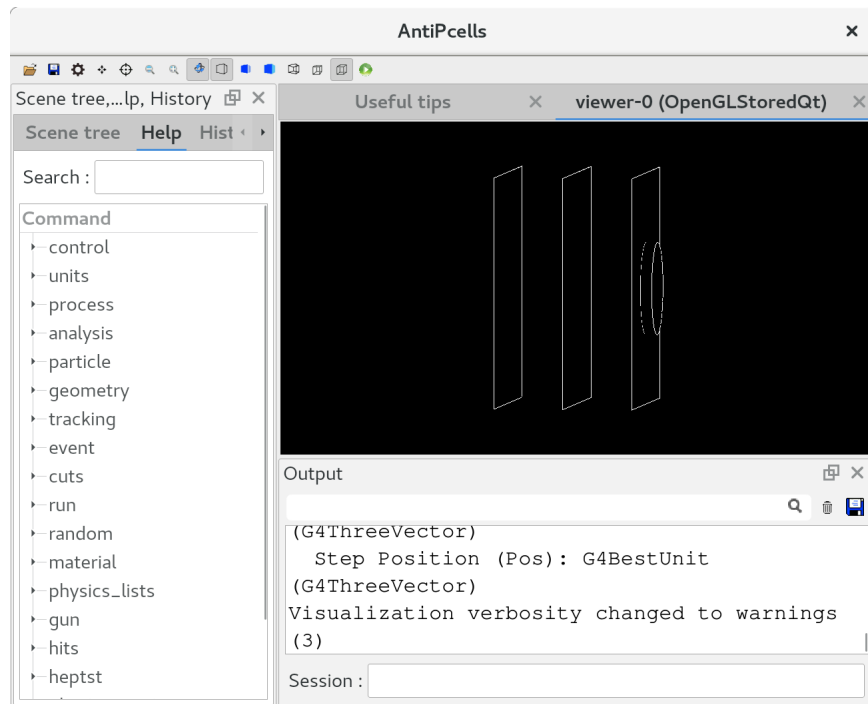 AntiPcells
Scene tree,...lp, History
Useful tips
viewer-0 (OpenGLStoredQt)
Scene tree Help Hist
Search :
Command
control
units
process
analysis
particle
geometry
tracking
event
cuts
run
random
material
physics_lists
gun
hits
heptst
Output
(G4ThreeVector)
Step Position (Pos): G4BestUnit
(G4ThreeVector)
Visualization verbosity changed to warnings
(3)
Session :